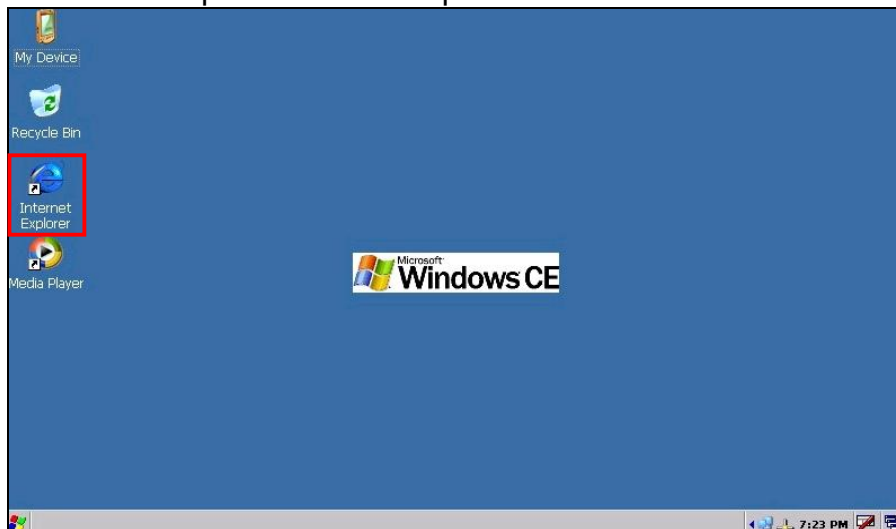 My Device
Recycle Bin
Internet
Explorer
Media Player
Microsoft
Windows CE
7:23 PM